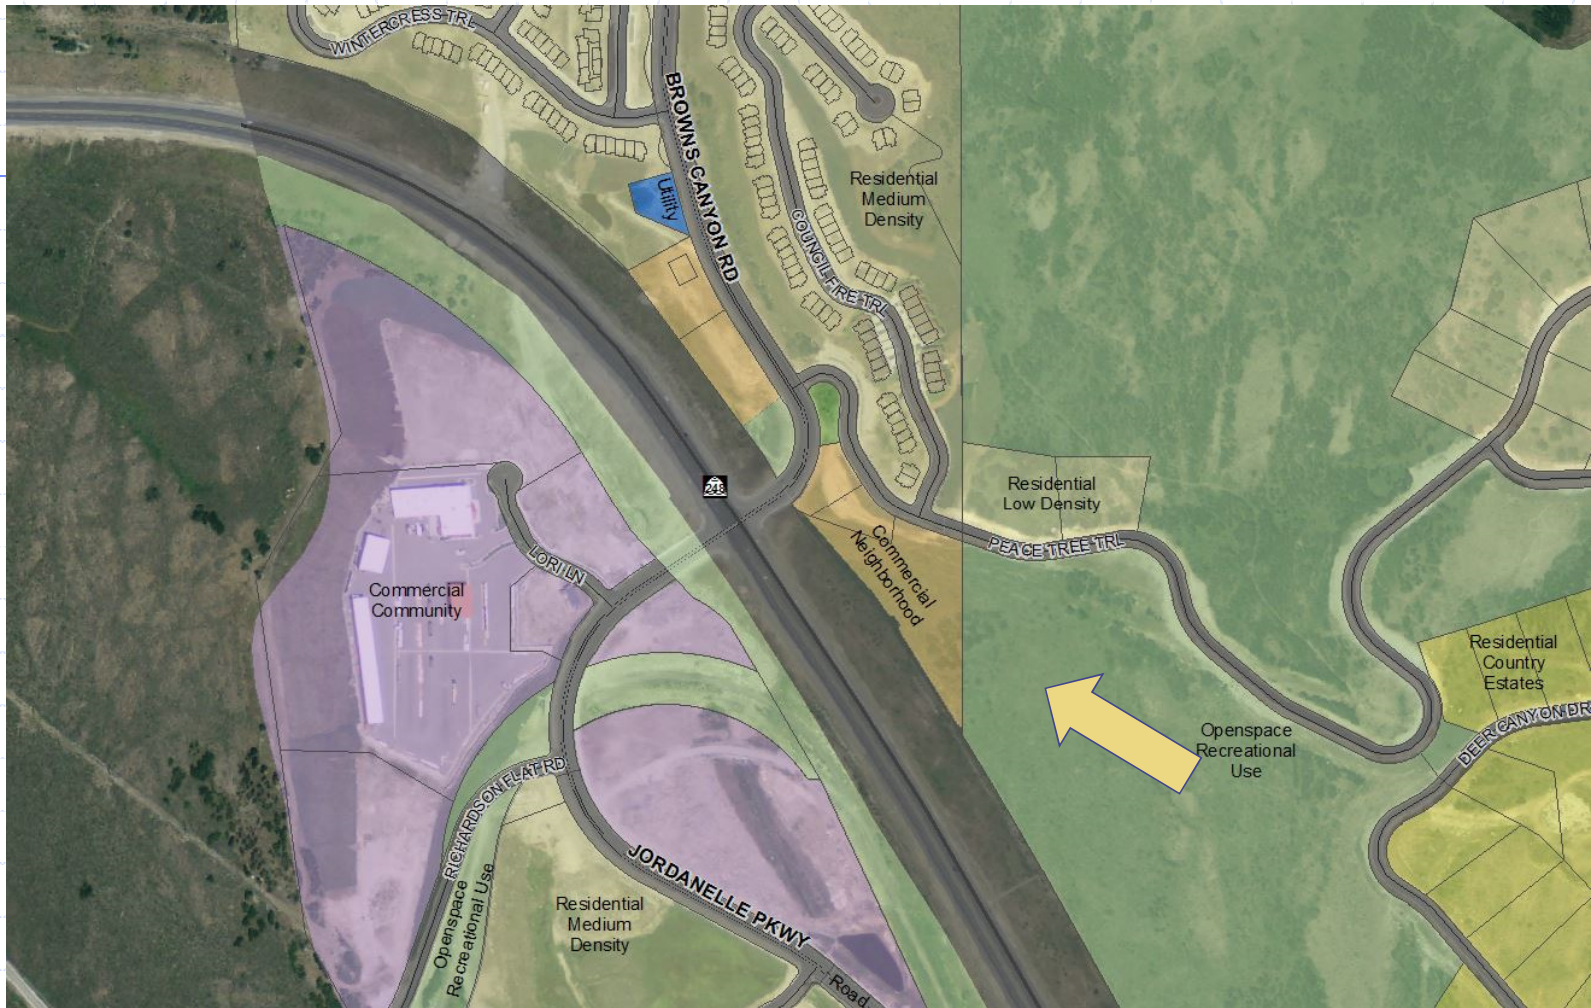 WINTERCRESS TRL
BROWNS CANYON RD
Utility
Residential
Medium
Density
COUNCIL FIRE TRL
248
Residential
Low Density
PEACE TREE TRL
Commercial
Neighborhood
LORI LN
Commercial
Community
Residential
Country
Estates
DEER CANYON DR
Openspace
Recreational
Use
RICHARDSON FLAT RD
JORDANELLE PKWY
Openspace
Recreational Use
Residential
Medium
Density
Road